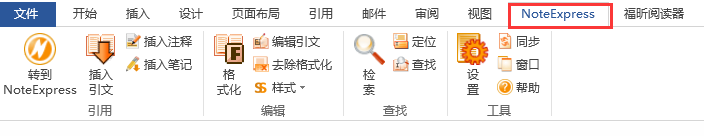 文件 开始 插入 设计 页面布局 引用 邮件 审阅 视图 NoteExpress 福昕阅读器
转到
NoteExpress
插入
引文
插入注释
插入笔记
引用
格
式化
编辑引文
去除格式化
样式
编辑
检
索
定位
查找
查找
设
置
同步
窗口
帮助
工具